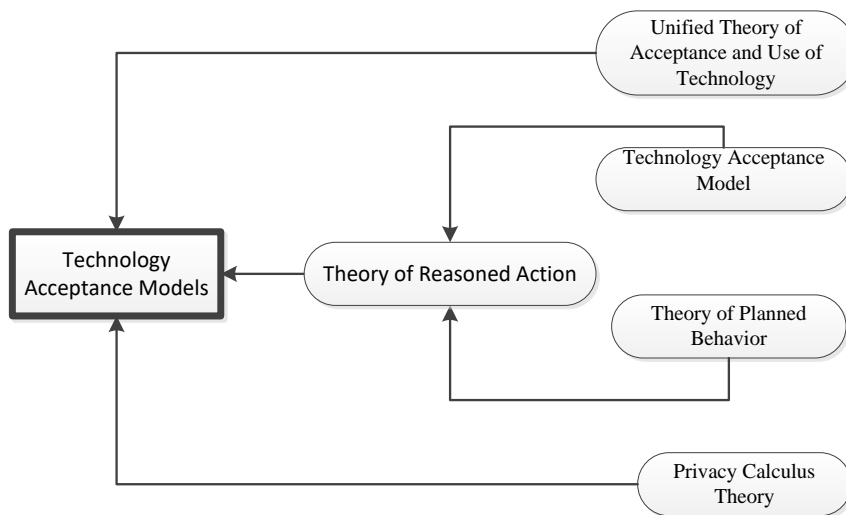 Unified Theory of
Acceptance and Use of
Technology
Technology Acceptance
Model
Technology
Acceptance Models
Theory of Reasoned Action
Theory of Planned
Behavior
Privacy Calculus
Theory